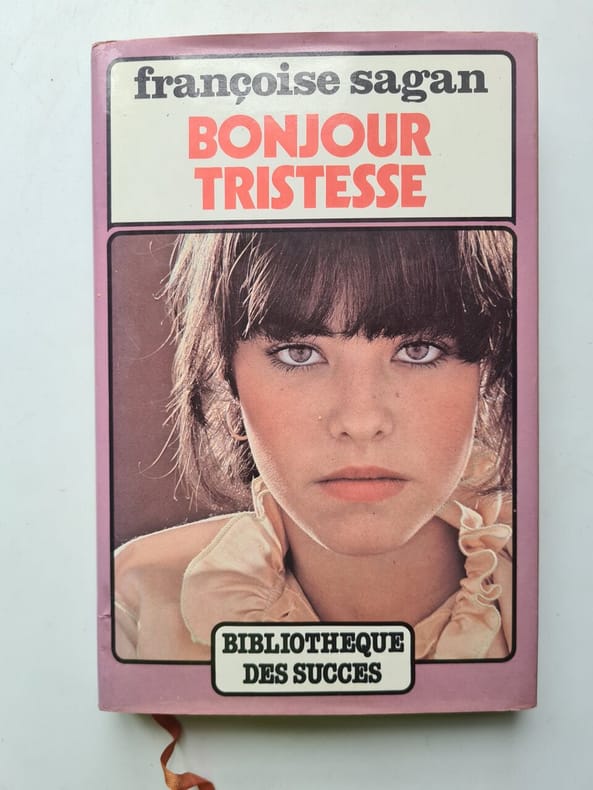 françoise sagan
BONJOUR
TRISTESSE
BIBLIOTHEQUE
DES SUCCES